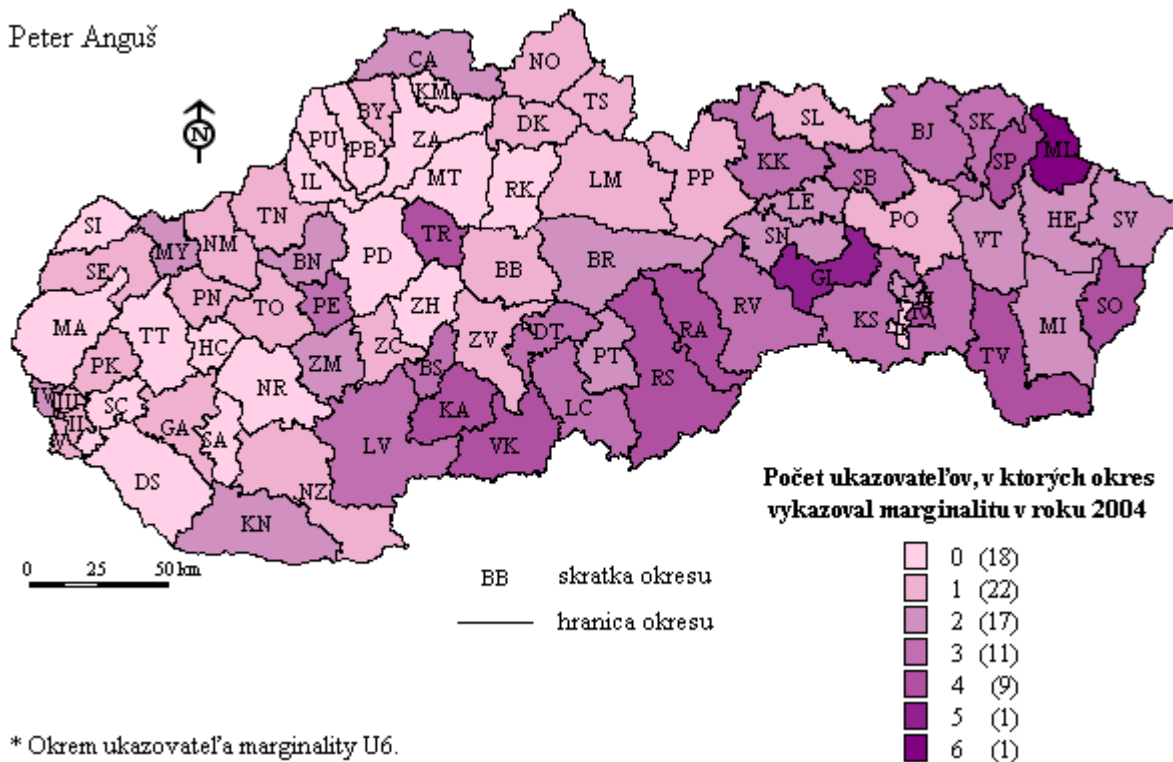 Peter Anguš
N
CA
NO
KM
TS
BY
DK
PU
PB
ZA
IL
MT
RK
LM
PP
KK
SL
BJ
SK
SP
ML
SB
LE
PO
HE
SV
SN
VT
SI
MY
NM
TN
BN
PD
TR
BB
BR
GL
SE
PN
TO
PE
ZH
RV
KS
MI
SO
MA
TT
HC
ZM
ZC
ZV
DT
PT
RA
TV
PK
NR
BS
RS
IV
III
II
V
SC
GA
SA
KA
LC
LV
VK
DS
NZ
KN
0 25 50 km
BB skratka okresu
hranica okresu
Počet ukazovateľov, v ktorých okres
vykazoval marginalitu v roku 2004
0 (18)
1 (22)
2 (17)
3 (11)
4 (9)
5 (1)
6 (1)
* Okrem ukazovateľa marginality U6.